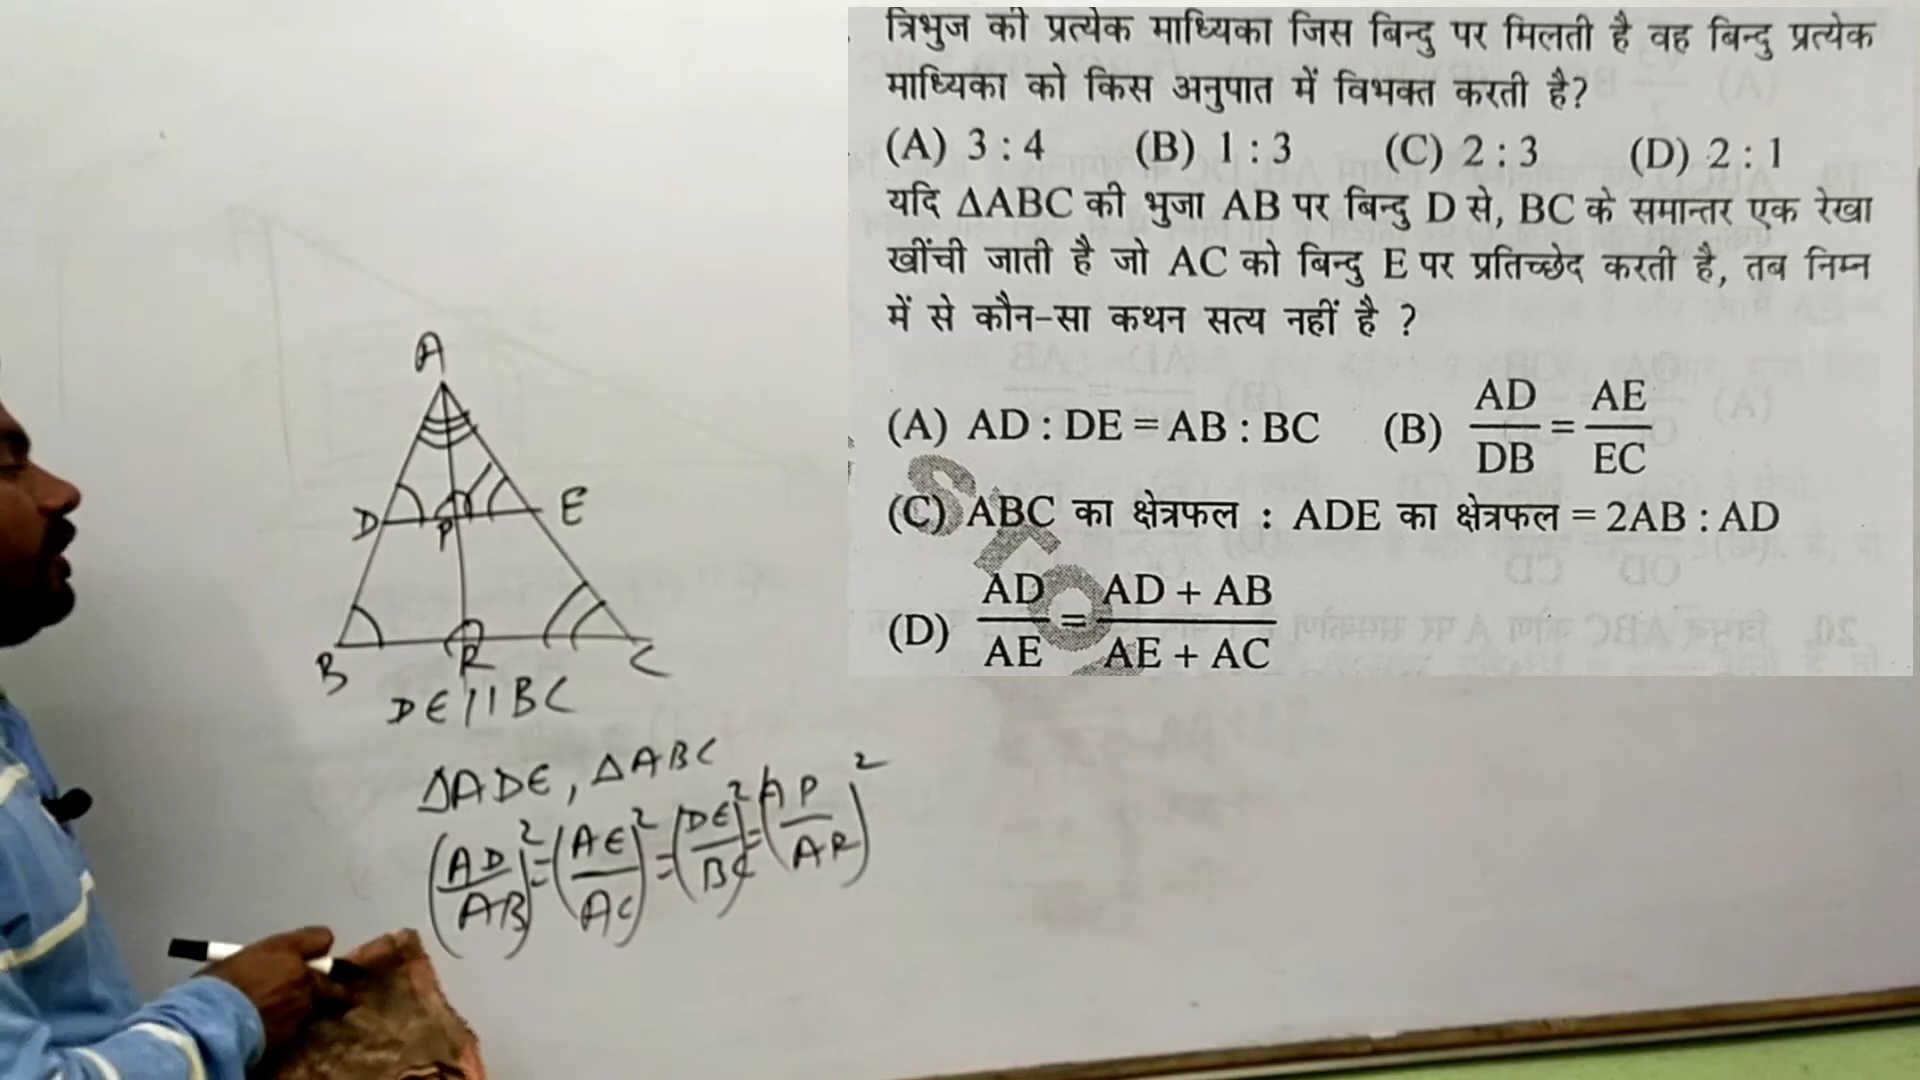 त्रिभुज की प्रत्येक माध्यिका जिस बिन्दु पर मिलती है वह बिन्दु प्रत्येक
माध्यिका को किस अनुपात में विभक्त करती है?
(A) 3 : 4 (B) 1 : 3 (C) 2 : 3 (D) 2 : 1
यदि ΔABC की भुजा AB पर बिन्दु D से, BC के समान्तर एक रेखा
खींची जाती है जो AC को बिन्दु E पर प्रतिच्छेद करती है, तब निम्न
में से कौन-सा कथन सत्य नहीं है ?
(A) AD : DE = AB : BC (B) AD/DB = AE/EC
(C) ABC का क्षेत्रफल : ADE का क्षेत्रफल = 2AB : AD
(D) AD/AE = (AD + AB)/(AE + AC)
A
D P E
B R C
DE || BC
ΔADE, ΔABC
(AD/AB)² = (AE/AC)² = (DE/BC)² = (AP/AR)²